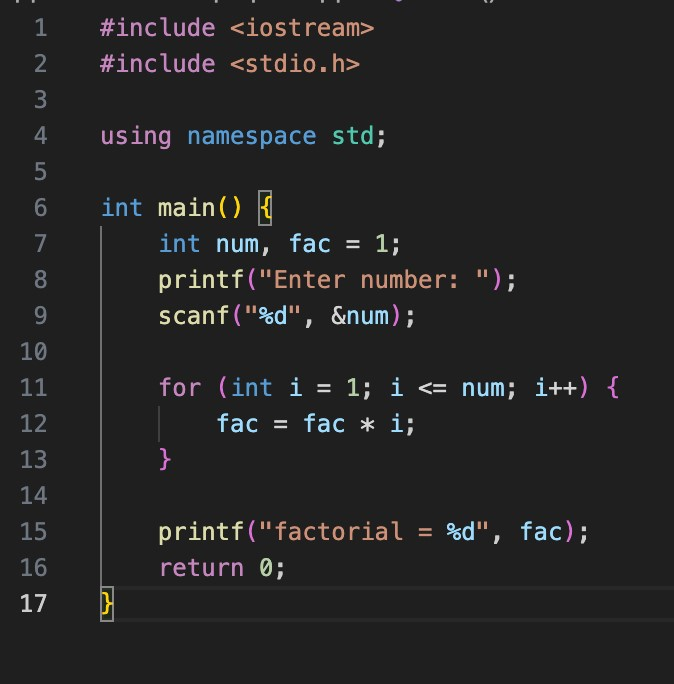 1 #include <iostream>
2 #include <stdio.h>
3
4 using namespace std;
5
6 int main() {
7     int num, fac = 1;
8     printf("Enter number: ");
9     scanf("%d", &num);
10
11     for (int i = 1; i <= num; i++) {
12         fac = fac * i;
13     }
14
15     printf("factorial = %d", fac);
16     return 0;
17 }